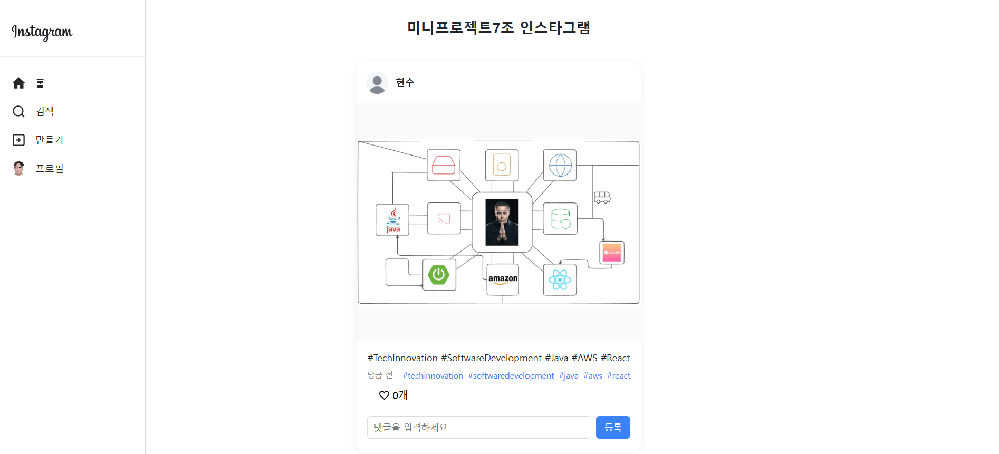 Instagram
홈
검색
만들기
프로필
미니프로젝트7조 인스타그램
현수
Java
LG CNS
amazon
#TechInnovation #SoftwareDevelopment #Java #AWS #React
방금 전 #techinnovation #softwaredevelopment #java #aws #react
0개
댓글을 입력하세요
등록